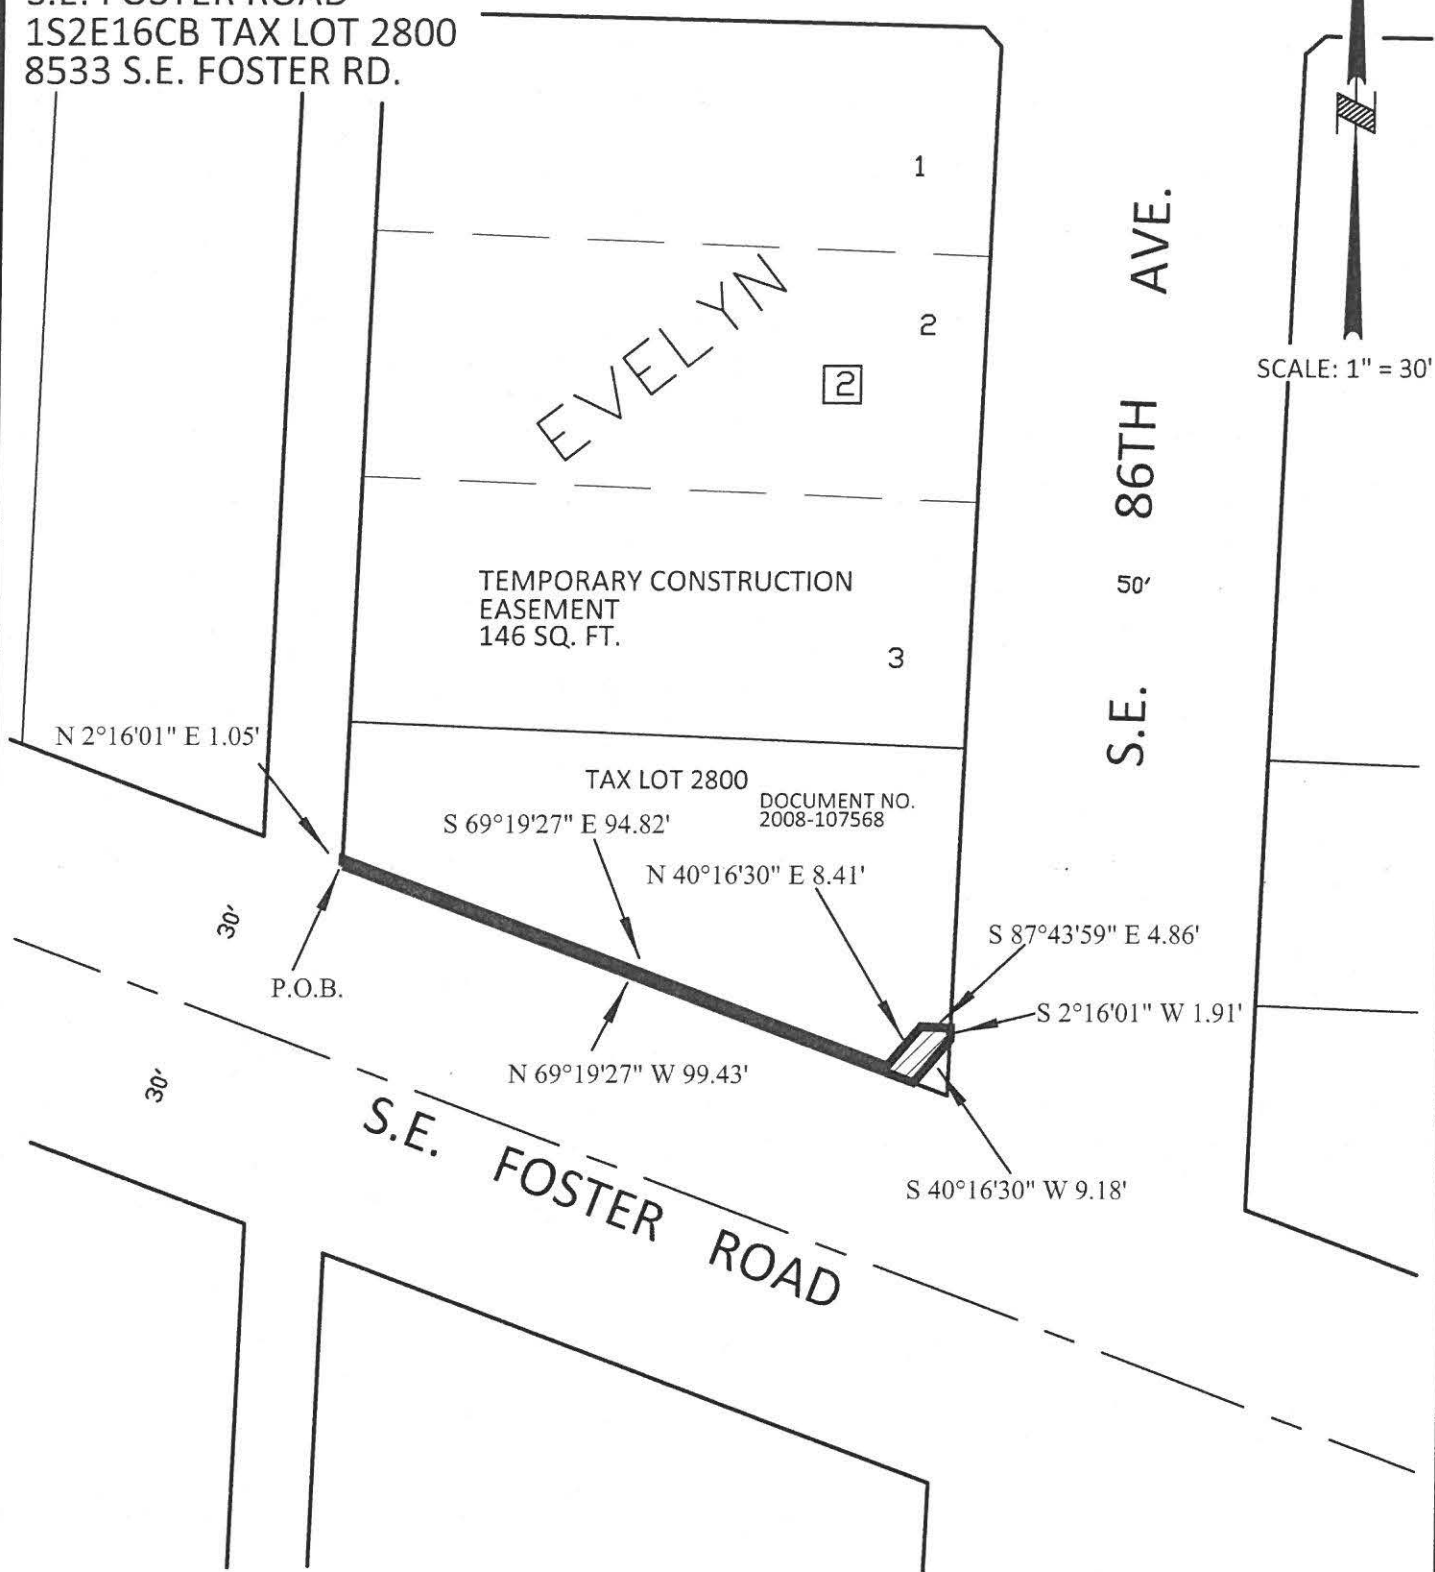 S.E. FOSTER ROAD
1S2E16CB TAX LOT 2800
8533 S.E. FOSTER RD.
1
EVELYN
2
2
S.E. 86TH AVE.
50'
SCALE: 1" = 30'
TEMPORARY CONSTRUCTION
EASEMENT
146 SQ. FT.
3
N 2°16'01" E 1.05'
TAX LOT 2800
DOCUMENT NO.
2008-107568
S 69°19'27" E 94.82'
N 40°16'30" E 8.41'
30'
S 87°43'59" E 4.86'
P.O.B.
S 2°16'01" W 1.91'
N 69°19'27" W 99.43'
30'
S.E. FOSTER ROAD
S 40°16'30" W 9.18'